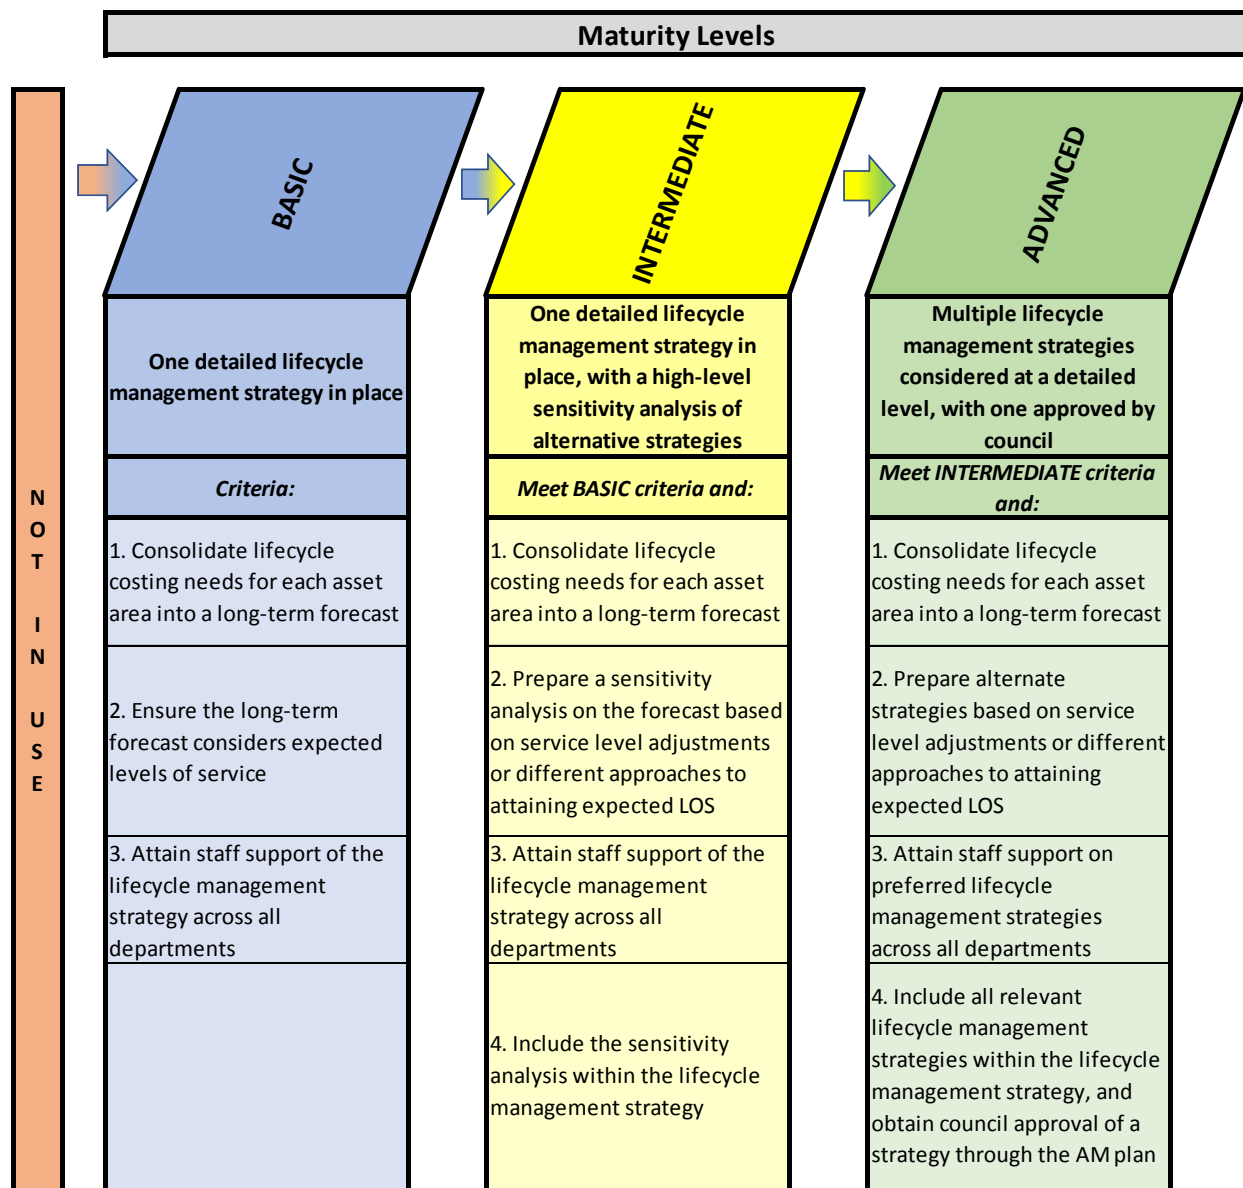 Maturity Levels
N
O
T
I
N
U
S
E
BASIC
INTERMEDIATE
ADVANCED
One detailed lifecycle
management strategy in place
One detailed lifecycle
management strategy in
place, with a high-level
sensitivity analysis of
alternative strategies
Multiple lifecycle
management strategies
considered at a detailed
level, with one approved by
council
Criteria:
Meet BASIC criteria and:
Meet INTERMEDIATE criteria
and:
1. Consolidate lifecycle
costing needs for each asset
area into a long-term forecast
1. Consolidate lifecycle
costing needs for each asset
area into a long-term forecast
1. Consolidate lifecycle
costing needs for each asset
area into a long-term forecast
2. Ensure the long-term
forecast considers expected
levels of service
2. Prepare a sensitivity
analysis on the forecast based
on service level adjustments
or different approaches to
attaining expected LOS
2. Prepare alternate
strategies based on service
level adjustments or different
approaches to attaining
expected LOS
3. Attain staff support of the
lifecycle management
strategy across all
departments
3. Attain staff support of the
lifecycle management
strategy across all
departments
3. Attain staff support on
preferred lifecycle
management strategies
across all departments
4. Include the sensitivity
analysis within the lifecycle
management strategy
4. Include all relevant
lifecycle management
strategies within the lifecycle
management strategy, and
obtain council approval of a
strategy through the AM plan